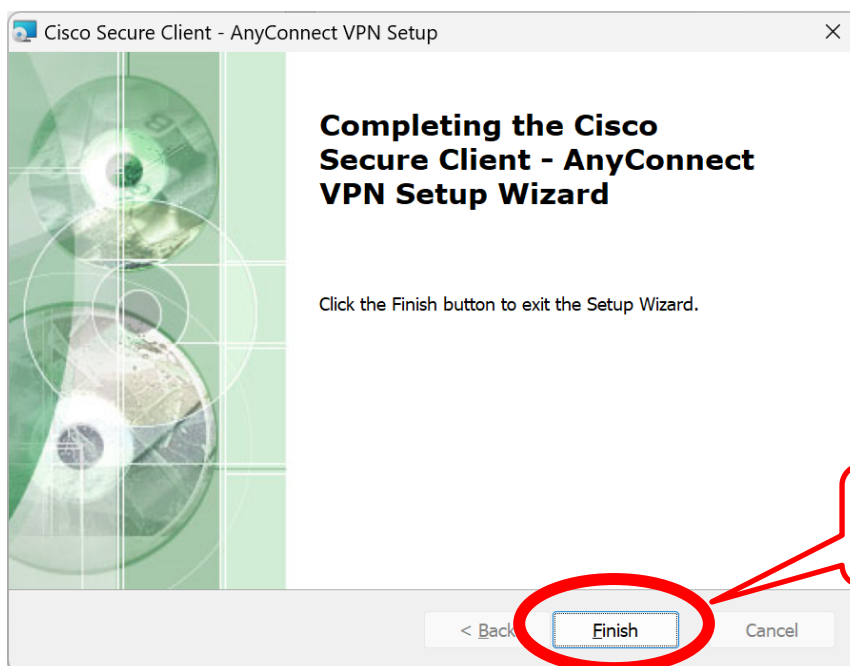 Cisco Secure Client - AnyConnect VPN Setup
Completing the Cisco
Secure Client - AnyConnect
VPN Setup Wizard
Click the Finish button to exit the Setup Wizard.
< Back
Finish
Cancel